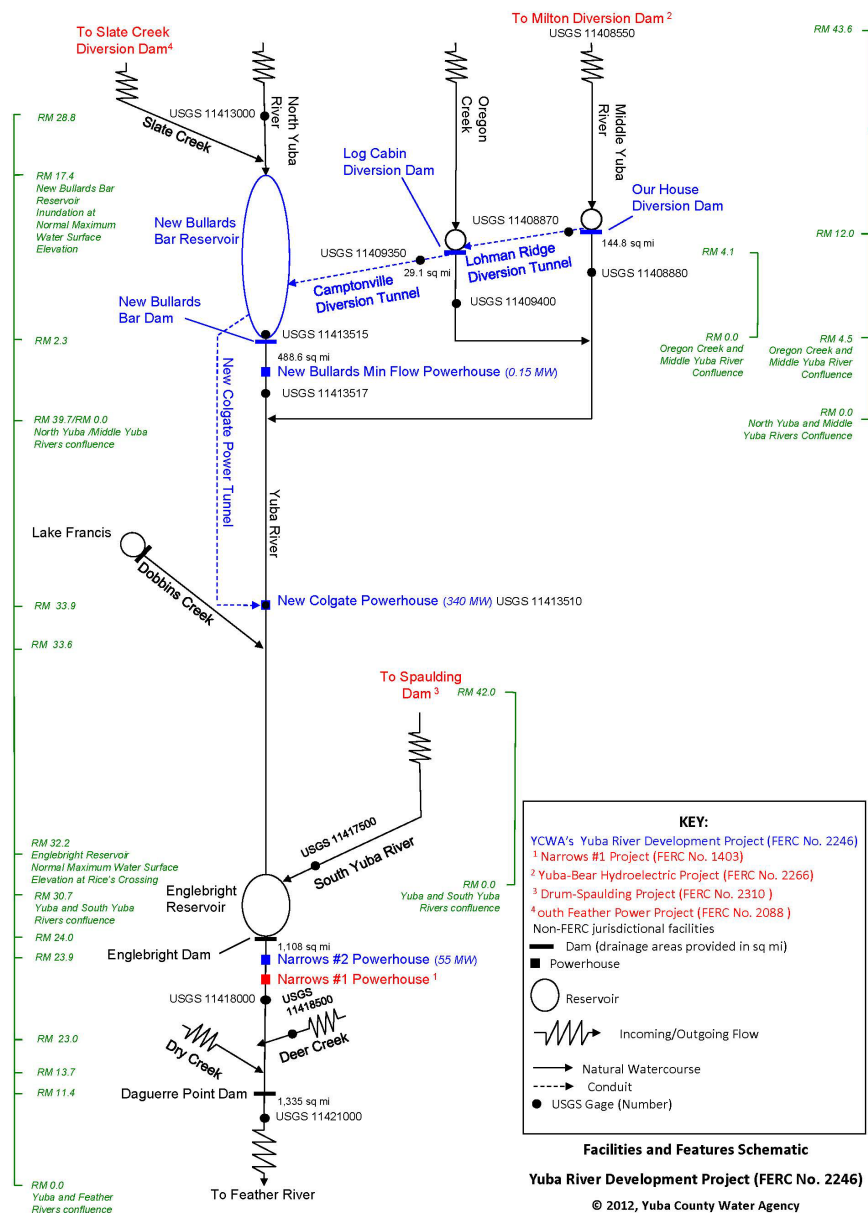 To Slate Creek
Diversion Dam⁴
To Milton Diversion Dam ²
USGS 11408550
RM 43.6
USGS 11413000
North Yuba
River
Oregon
Creek
Middle Yuba
River
RM 28.8
Slate Creek
Log Cabin
Diversion Dam
RM 17.4
New Bullards Bar
Reservoir
Inundation at
Normal Maximum
Water Surface
Elevation
New Bullards
Bar Reservoir
Our House
Diversion Dam
USGS 11408870
144.8 sq mi
RM 12.0
USGS 11409350
29.1 sq mi
Lohman Ridge
Diversion Tunnel
RM 4.1
USGS 11408880
Camptonville
Diversion Tunnel
USGS 11409400
New Bullards
Bar Dam
USGS 11413515
RM 2.3
RM 0.0
Oregon Creek and
Middle Yuba River
Confluence
RM 4.5
Oregon Creek and
Middle Yuba River
Confluence
488.6 sq mi
New Bullards Min Flow Powerhouse (0.15 MW)
USGS 11413517
New Colgate Power Tunnel
RM 39.7/RM 0.0
North Yuba /Middle Yuba
Rivers confluence
RM 0.0
North Yuba and Middle
Yuba Rivers Confluence
Yuba River
Lake Francis
Dobbins Creek
RM 33.9
New Colgate Powerhouse (340 MW) USGS 11413510
RM 33.6
To Spaulding
Dam ³
RM 42.0
USGS 11417500
South Yuba River
RM 32.2
Englebright Reservoir
Normal Maximum Water Surface
Elevation at Rice's Crossing
Englebright
Reservoir
RM 30.7
Yuba and South Yuba
Rivers confluence
RM 0.0
Yuba and South Yuba
Rivers confluence
RM 24.0
Englebright Dam
1,108 sq mi
RM 23.9
Narrows #2 Powerhouse (55 MW)
Narrows #1 Powerhouse ¹
USGS 11418000
USGS
11418500
RM 23.0
Dry Creek
Deer Creek
RM 13.7
RM 11.4
Daguerre Point Dam
1,335 sq mi
USGS 11421000
RM 0.0
Yuba and Feather
Rivers confluence
To Feather River
KEY:
YCWA's Yuba River Development Project (FERC No. 2246)
¹ Narrows #1 Project (FERC No. 1403)
² Yuba-Bear Hydroelectric Project (FERC No. 2266)
³ Drum-Spaulding Project (FERC No. 2310 )
⁴ outh Feather Power Project (FERC No. 2088 )
Non-FERC jurisdictional facilities
Dam (drainage areas provided in sq mi)
Powerhouse
Reservoir
Incoming/Outgoing Flow
Natural Watercourse
Conduit
USGS Gage (Number)
Facilities and Features Schematic
Yuba River Development Project (FERC No. 2246)
© 2012, Yuba County Water Agency